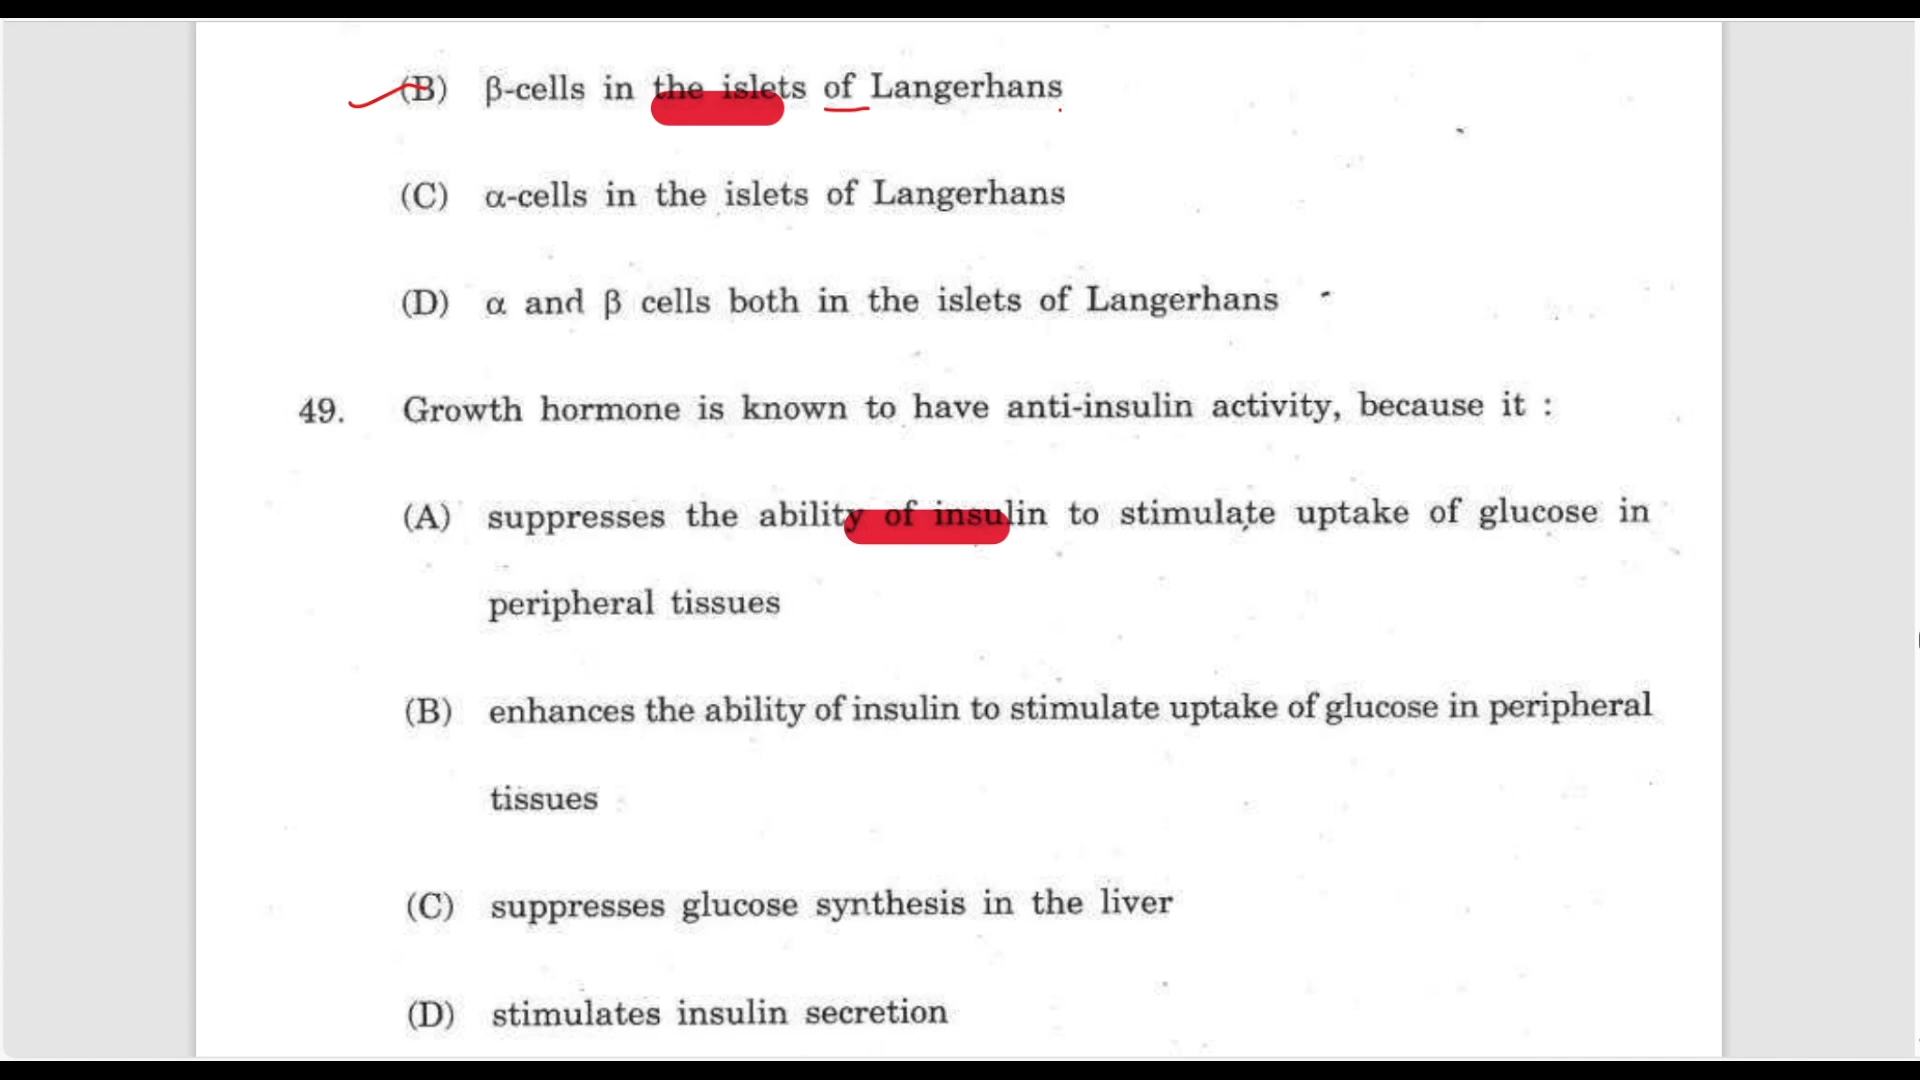 (B) β-cells in the islets of Langerhans
(C) α-cells in the islets of Langerhans
(D) α and β cells both in the islets of Langerhans
49. Growth hormone is known to have anti-insulin activity, because it :
(A) suppresses the ability of insulin to stimulate uptake of glucose in
peripheral tissues
(B) enhances the ability of insulin to stimulate uptake of glucose in peripheral
tissues
(C) suppresses glucose synthesis in the liver
(D) stimulates insulin secretion